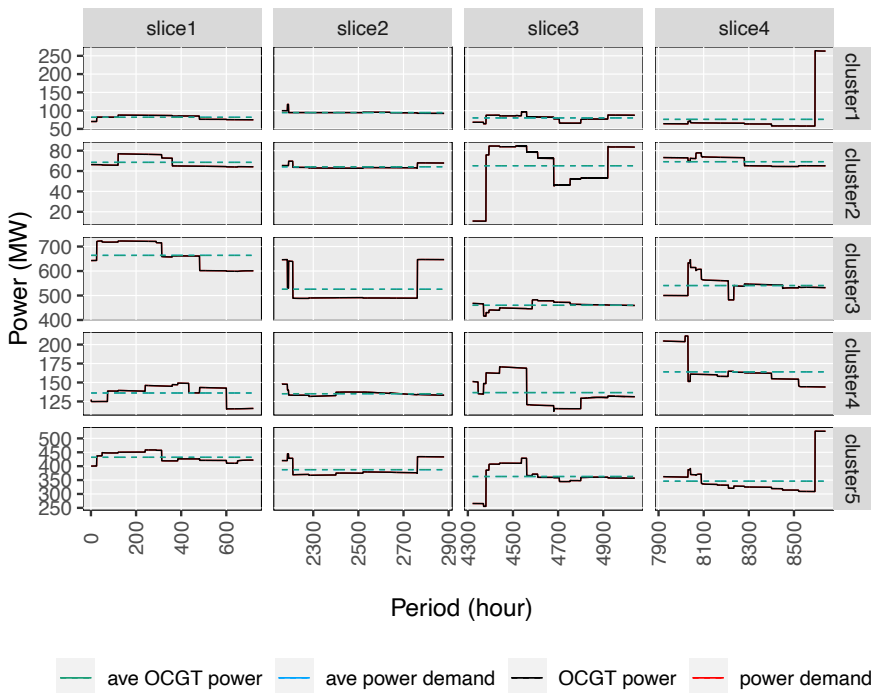 slice1 slice2 slice3 slice4
250
200
150
100
50
cluster1
80
60
40
20
cluster2
700
600
500
400
cluster3
200
175
150
125
cluster4
500
450
400
350
300
250
cluster5
Power (MW)
0 200 400 600 2300 2500 2700 2900 4300 4500 4700 4900 7900 8100 8300 8500
Period (hour)
ave OCGT power ave power demand OCGT power power demand